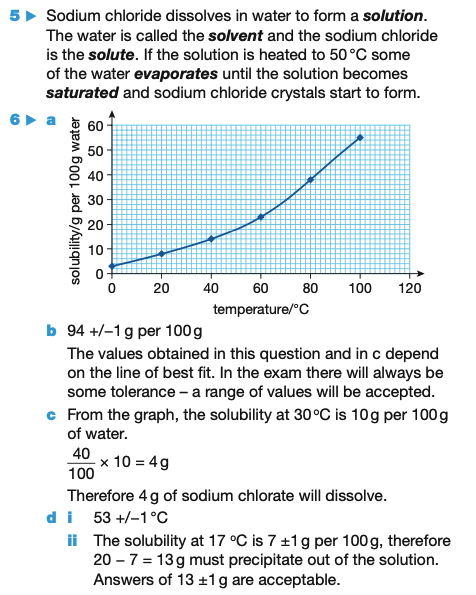 5 ▶ Sodium chloride dissolves in water to form a solution.
The water is called the solvent and the sodium chloride
is the solute. If the solution is heated to 50 °C some
of the water evaporates until the solution becomes
saturated and sodium chloride crystals start to form.
6 ▶ a
solubility/g per 100g water
60
50
40
30
20
10
0
0 20 40 60 80 100 120
temperature/°C
b 94 +/–1 g per 100 g
The values obtained in this question and in c depend
on the line of best fit. In the exam there will always be
some tolerance – a range of values will be accepted.
c From the graph, the solubility at 30 °C is 10 g per 100 g
of water.
40/100 × 10 = 4 g
Therefore 4 g of sodium chlorate will dissolve.
d i 53 +/–1 °C
ii The solubility at 17 °C is 7 ±1 g per 100 g, therefore
20 – 7 = 13 g must precipitate out of the solution.
Answers of 13 ±1 g are acceptable.